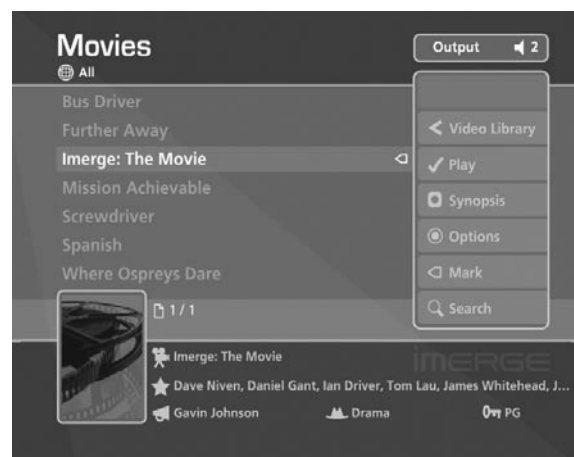 Movies
All
Output 2
Bus Driver
Further Away
Imerge: The Movie
Mission Achievable
Screwdriver
Spanish
Where Ospreys Dare
Video Library
Play
Synopsis
Options
Mark
Search
1 / 1
Imerge: The Movie
imerge
Dave Niven, Daniel Gant, Ian Driver, Tom Lau, James Whitehead, J...
Gavin Johnson Drama PG